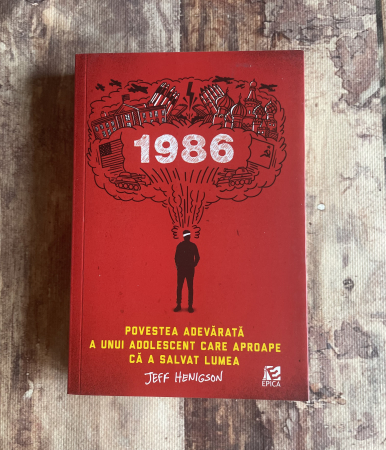 1986
POVESTEA ADEVĂRATĂ
A UNUI ADOLESCENT CARE APROAPE
CĂ A SALVAT LUMEA
JEFF HENIGSON
EPICA